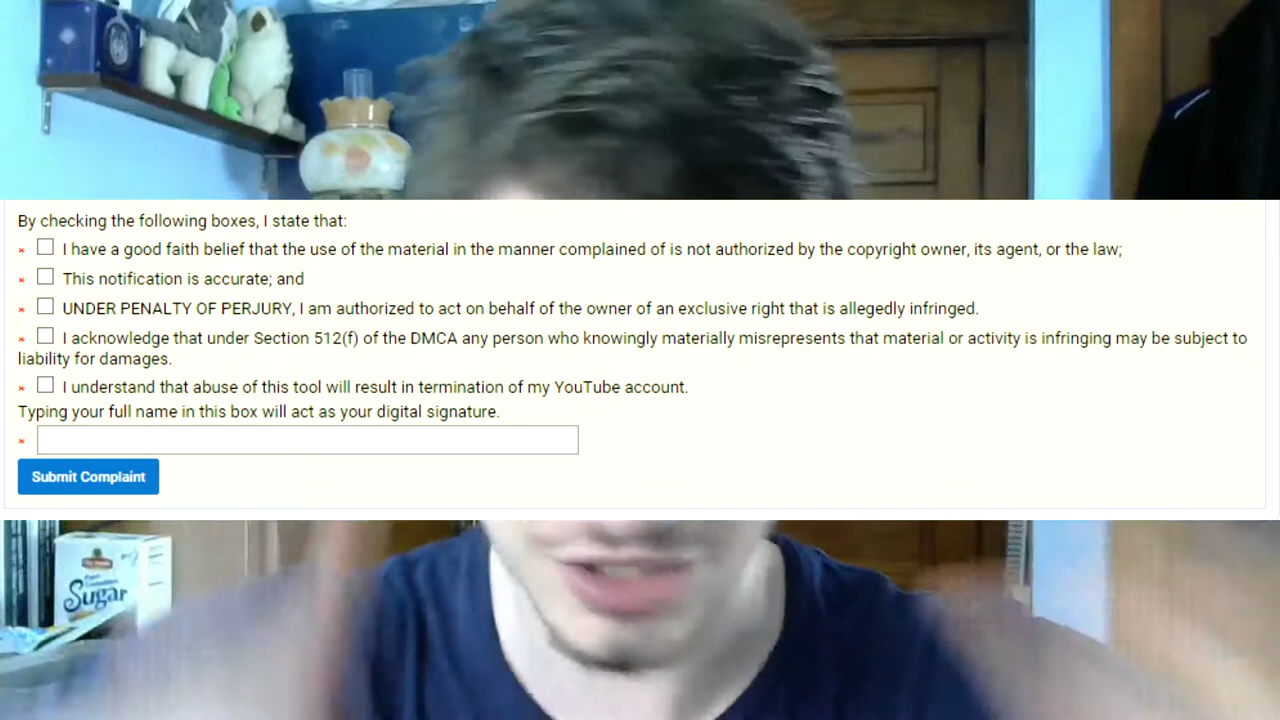 By checking the following boxes, I state that:
* I have a good faith belief that the use of the material in the manner complained of is not authorized by the copyright owner, its agent, or the law;
* This notification is accurate; and
* UNDER PENALTY OF PERJURY, I am authorized to act on behalf of the owner of an exclusive right that is allegedly infringed.
* I acknowledge that under Section 512(f) of the DMCA any person who knowingly materially misrepresents that material or activity is infringing may be subject to
liability for damages.
* I understand that abuse of this tool will result in termination of my YouTube account.
Typing your full name in this box will act as your digital signature.
*
Submit Complaint
Sugar